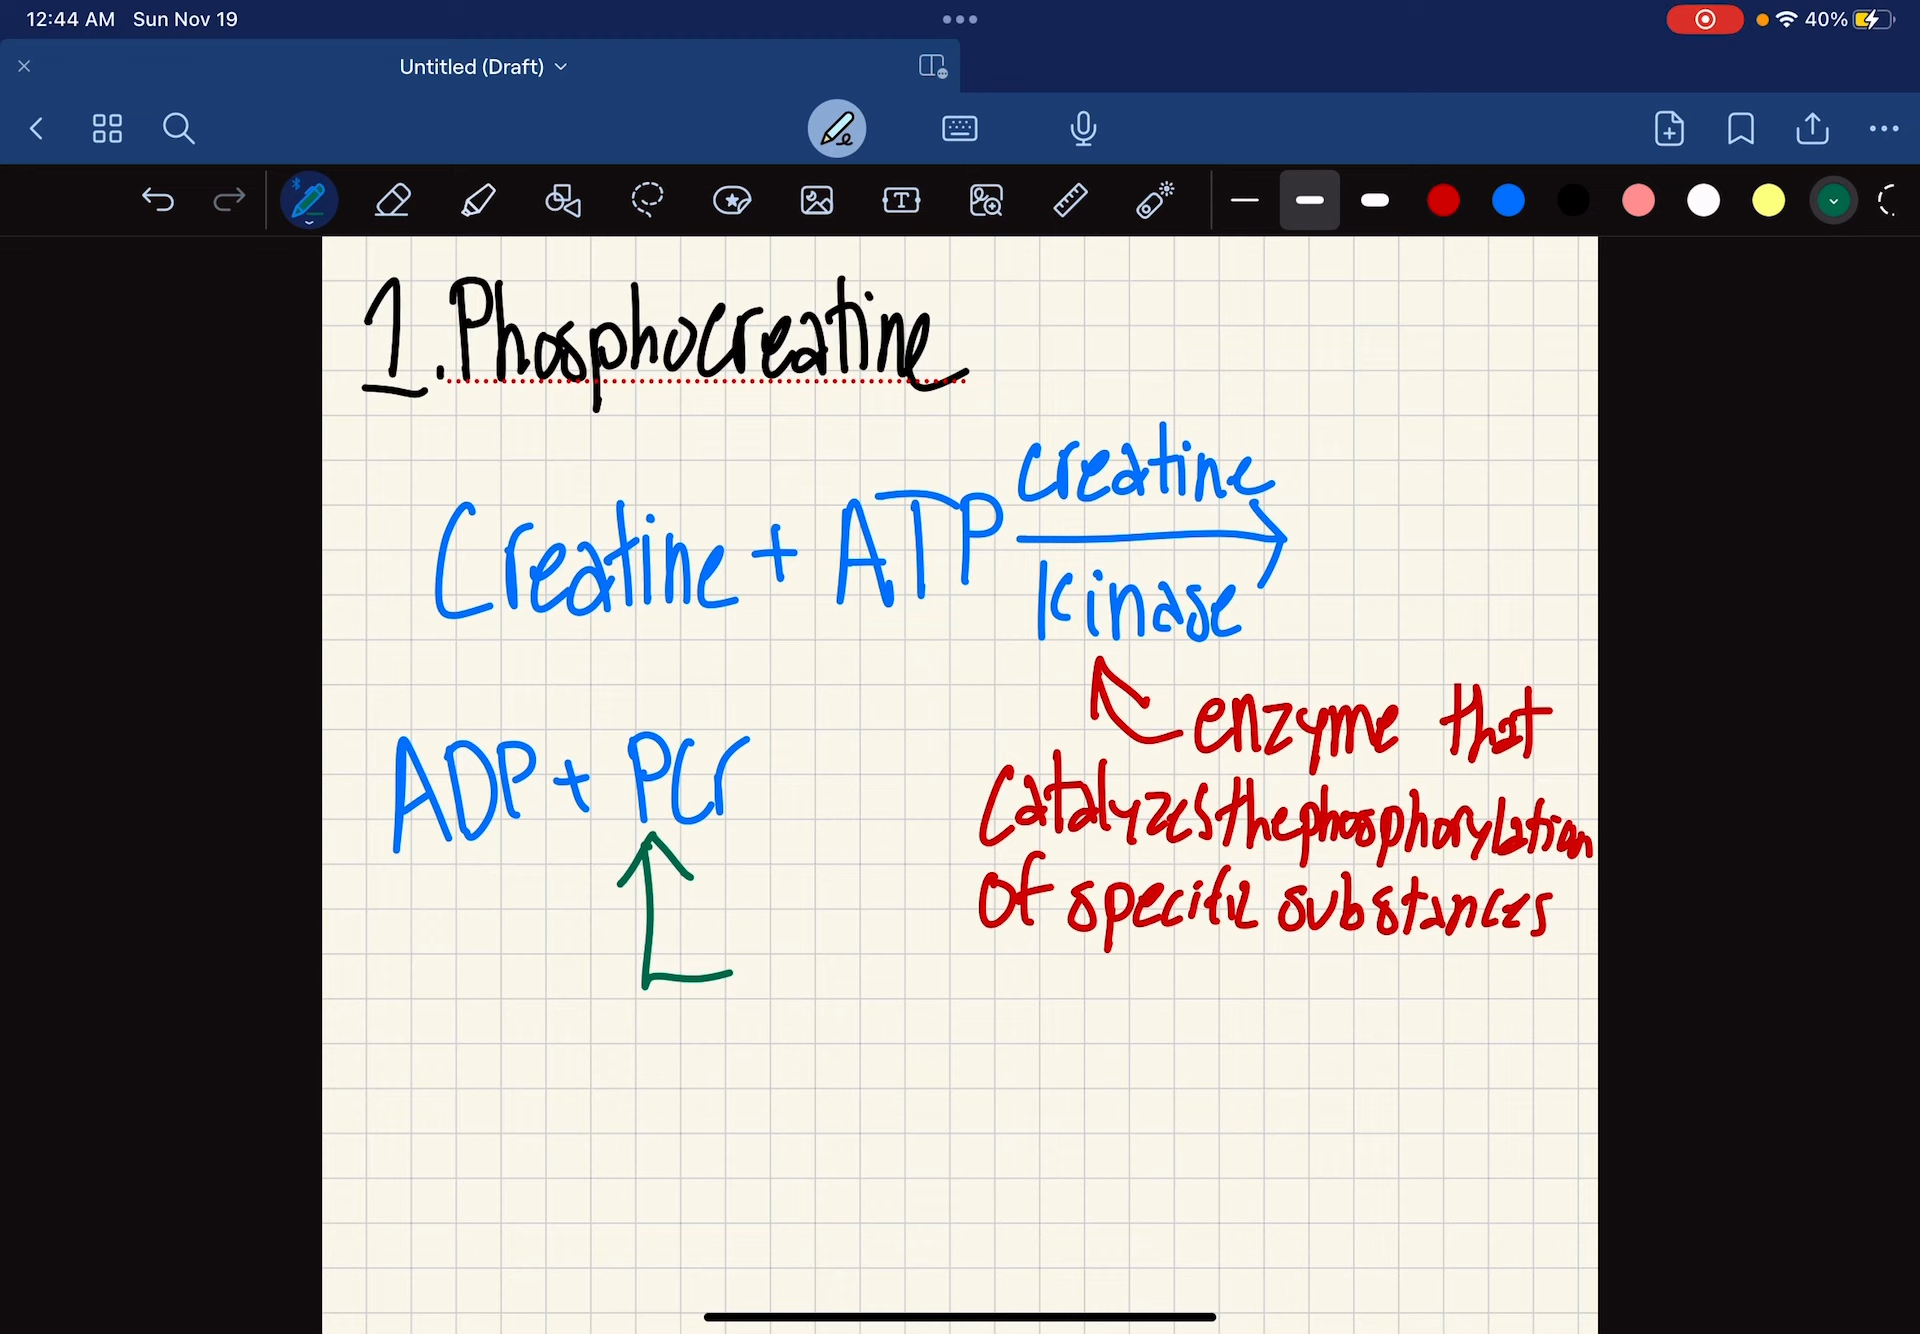 12:44 AM Sun Nov 19
40%
Untitled (Draft)
1. Phosphocreatine
Creatine + ATP creatine
kinase
ADP + PCr
enzyme that
catalyzes the phosphorylation
of specific substances